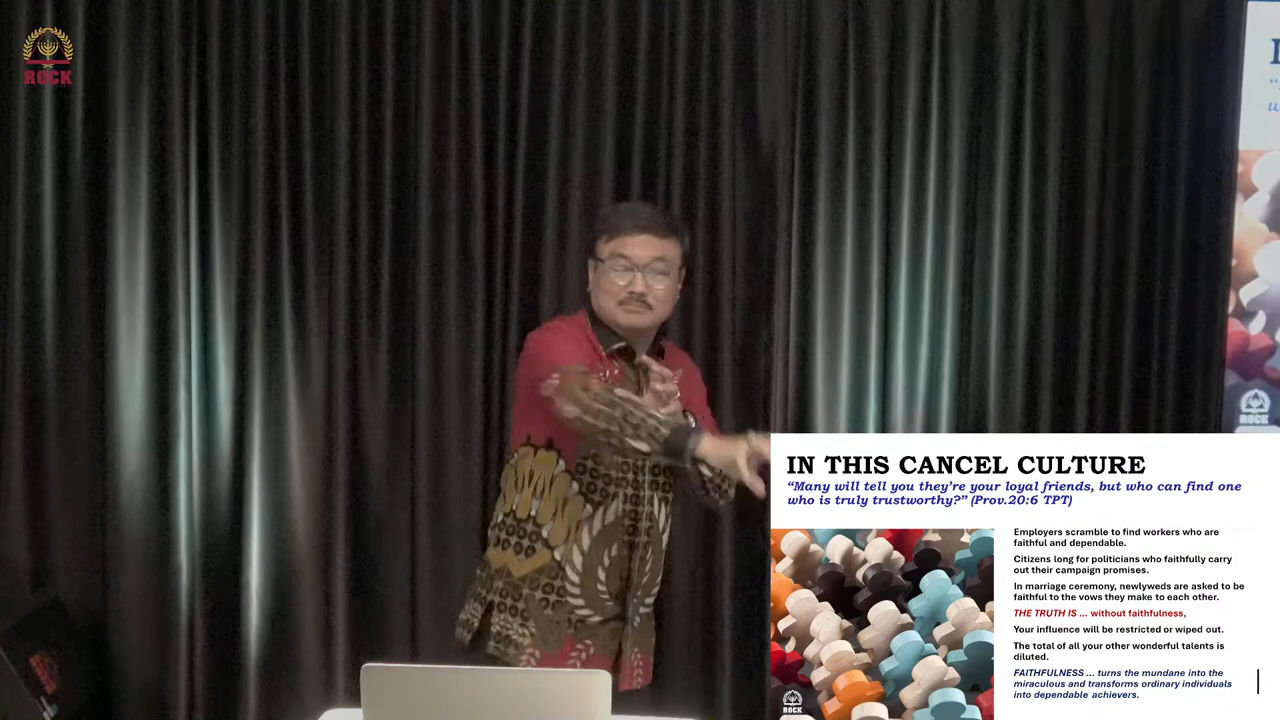 ROCK
IN THIS CANCEL CULTURE
“Many will tell you they’re your loyal friends, but who can find one
who is truly trustworthy?” (Prov.20:6 TPT)
Employers scramble to find workers who are
faithful and dependable.
Citizens long for politicians who faithfully carry
out their campaign promises.
In marriage ceremony, newlyweds are asked to be
faithful to the vows they make to each other.
THE TRUTH IS ... without faithfulness,
Your influence will be restricted or wiped out.
The total of all your other wonderful talents is
diluted.
FAITHFULNESS ... turns the mundane into the
miraculous and transforms ordinary individuals
into dependable achievers.
ROCK
ROCK